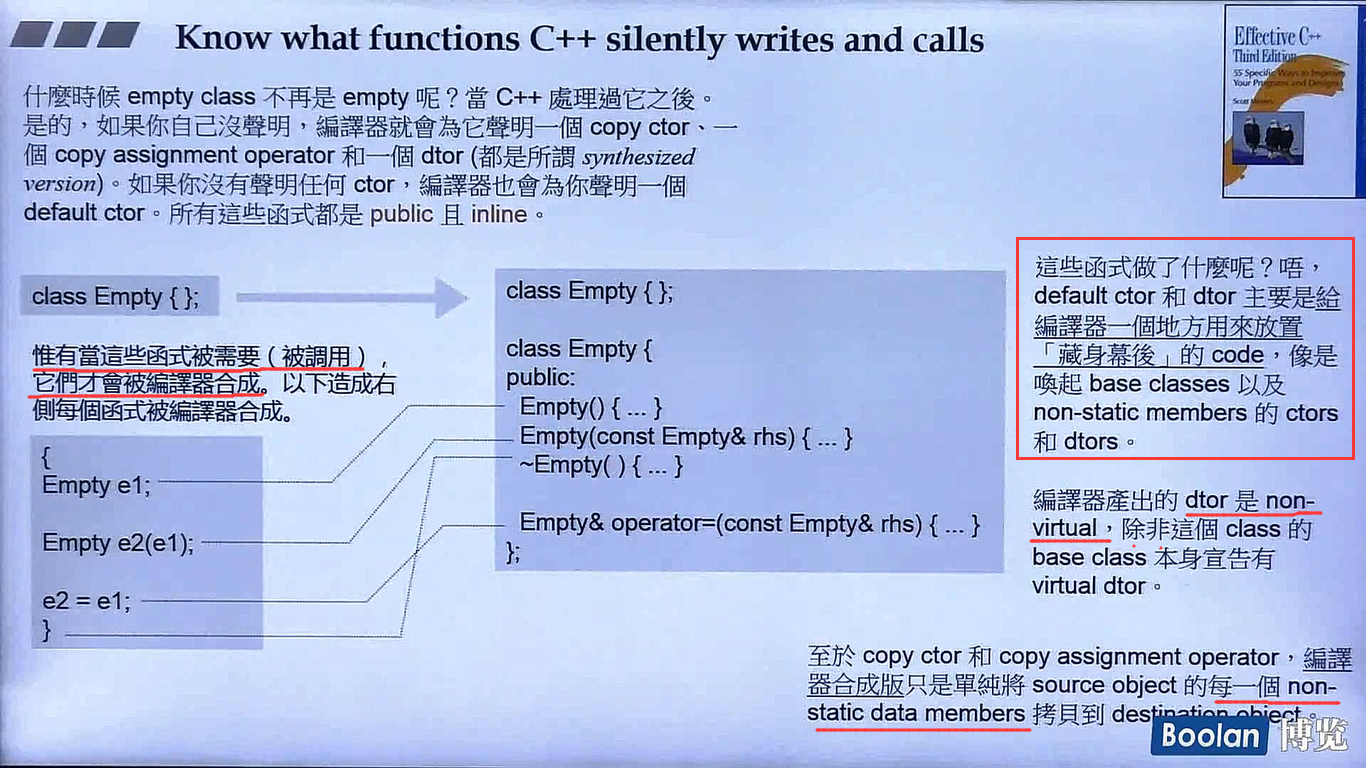 Know what functions C++ silently writes and calls
Effective C++
Third Edition
55 Specific Ways to Improve
Your Programs and Designs
Scott Meyers
什麼時候 empty class 不再是 empty 呢？當 C++ 處理過它之後。
是的，如果你自己沒聲明，編譯器就會為它聲明一個 copy ctor、一
個 copy assignment operator 和一個 dtor (都是所謂 synthesized
version)。如果你沒有聲明任何 ctor，編譯器也會為你聲明一個
default ctor。所有這些函式都是 public 且 inline。
class Empty { };
惟有當這些函式被需要（被調用），
它們才會被編譯器合成。以下造成右
側每個函式被編譯器合成。
{
Empty e1;
Empty e2(e1);
e2 = e1;
}
class Empty { };
class Empty {
public:
Empty() { ... }
Empty(const Empty& rhs) { ... }
~Empty( ) { ... }
Empty& operator=(const Empty& rhs) { ... }
};
這些函式做了什麼呢？唔，
default ctor 和 dtor 主要是給
編譯器一個地方用來放置
「藏身幕後」的 code，像是
喚起 base classes 以及
non-static members 的 ctors
和 dtors。
編譯器產出的 dtor 是 non-
virtual，除非這個 class 的
base class 本身宣告有
virtual dtor。
至於 copy ctor 和 copy assignment operator，編譯
器合成版只是單純將 source object 的每一個 non-
static data members 拷貝到 destination object。
Boolan 博览